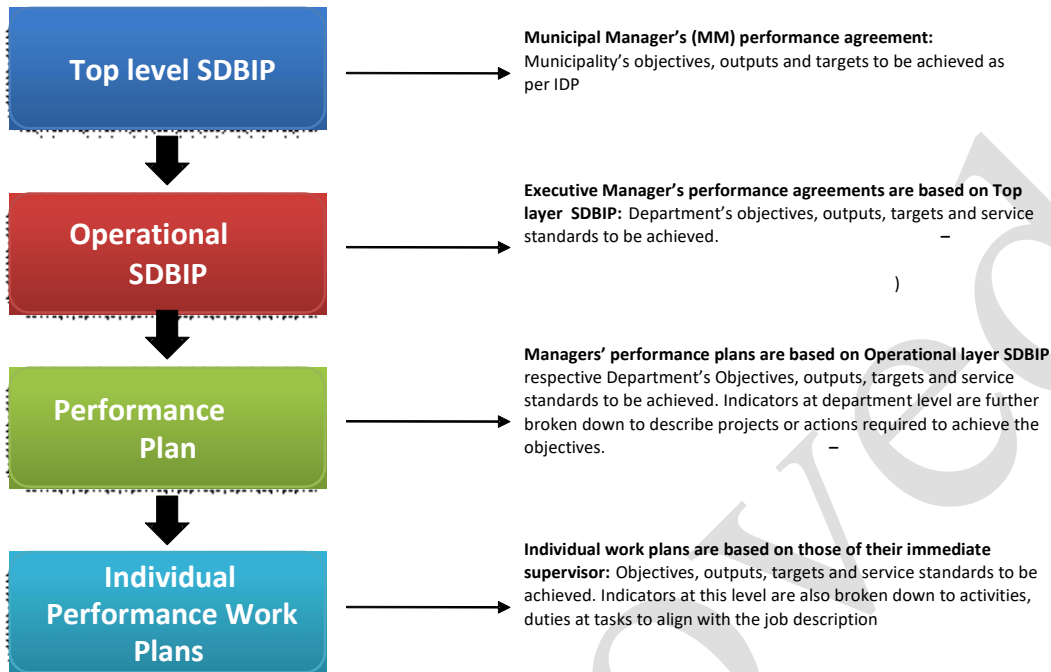 Top level SDBIP
Municipal Manager’s (MM) performance agreement:
Municipality’s objectives, outputs and targets to be achieved as
per IDP
Operational
SDBIP
Executive Manager’s performance agreements are based on Top
layer SDBIP: Department’s objectives, outputs, targets and service
standards to be achieved. –
)
Performance
Plan
Managers’ performance plans are based on Operational layer SDBIP
respective Department’s Objectives, outputs, targets and service
standards to be achieved. Indicators at department level are further
broken down to describe projects or actions required to achieve the
objectives. –
Individual
Performance Work
Plans
Individual work plans are based on those of their immediate
supervisor: Objectives, outputs, targets and service standards to be
achieved. Indicators at this level are also broken down to activities,
duties at tasks to align with the job description
oved